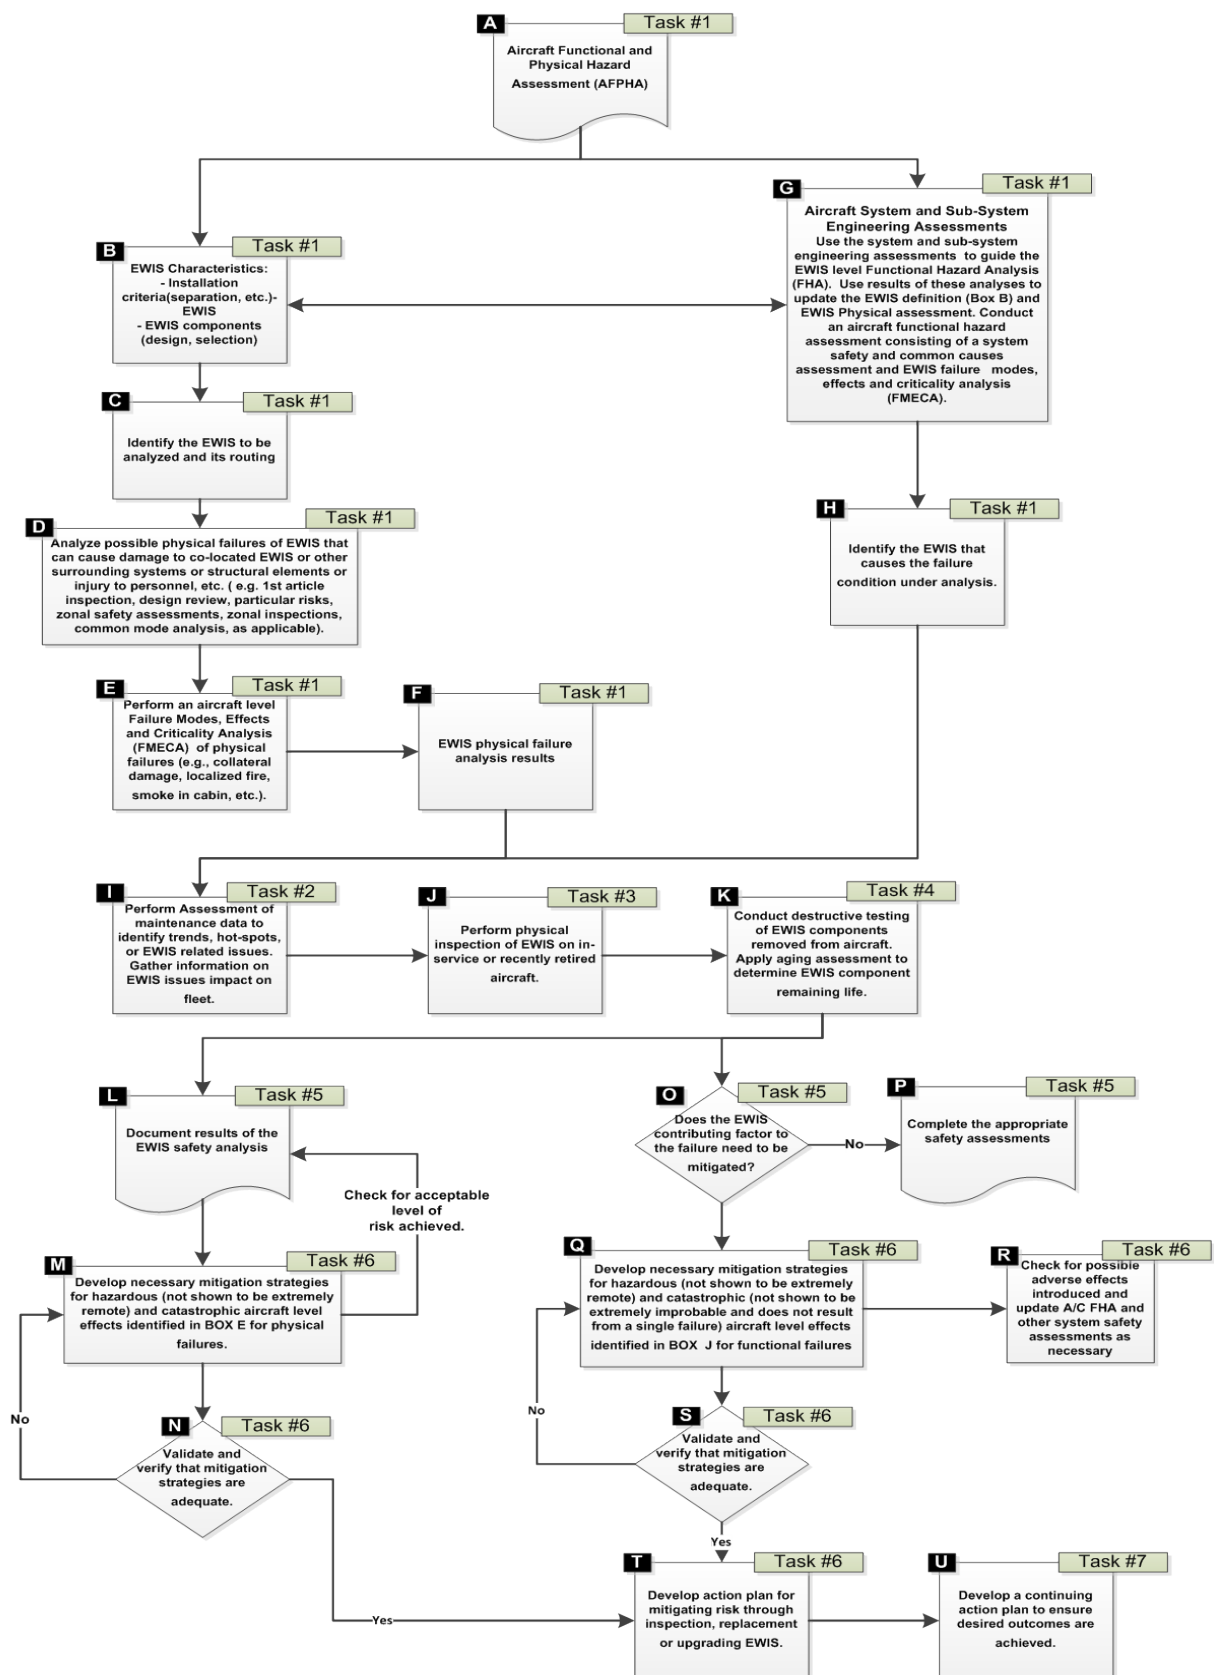 A
Task #1
Aircraft Functional and
Physical Hazard
Assessment (AFPHA)
B
Task #1
EWIS Characteristics:
- Installation
criteria(separation, etc.)-
EWIS
- EWIS components
(design, selection)
G
Task #1
Aircraft System and Sub-System
Engineering Assessments
Use the system and sub-system
engineering assessments to guide the
EWIS level Functional Hazard Analysis
(FHA). Use results of these analyses to
update the EWIS definition (Box B) and
EWIS Physical assessment. Conduct
an aircraft functional hazard
assessment consisting of a system
safety and common causes
assessment and EWIS failure modes,
effects and criticality analysis
(FMECA).
C
Task #1
Identify the EWIS to be
analyzed and its routing
D
Task #1
Analyze possible physical failures of EWIS that
can cause damage to co-located EWIS or other
surrounding systems or structural elements or
injury to personnel, etc. ( e.g. 1st article
inspection, design review, particular risks,
zonal safety assessments, zonal inspections,
common mode analysis, as applicable).
H
Task #1
Identify the EWIS that
causes the failure
condition under analysis.
E
Task #1
Perform an aircraft level
Failure Modes, Effects
and Criticality Analysis
(FMECA) of physical
failures (e.g., collateral
damage, localized fire,
smoke in cabin, etc.).
F
Task #1
EWIS physical failure
analysis results
I
Task #2
Perform Assessment of
maintenance data to
identify trends, hot-spots,
or EWIS related issues.
Gather information on
EWIS issues impact on
fleet.
J
Task #3
Perform physical
inspection of EWIS on in-
service or recently retired
aircraft.
K
Task #4
Conduct destructive testing
of EWIS components
removed from aircraft.
Apply aging assessment to
determine EWIS component
remaining life.
L
Task #5
Document results of the
EWIS safety analysis
Check for acceptable
level of
risk achieved.
O
Task #5
Does the EWIS
contributing factor to
the failure need to be
mitigated?
No
P
Task #5
Complete the appropriate
safety assessments
M
Task #6
Develop necessary mitigation strategies
for hazardous (not shown to be extremely
remote) and catastrophic aircraft level
effects identified in BOX E for physical
failures.
Q
Task #6
Develop necessary mitigation strategies
for hazardous (not shown to be extremely
remote) and catastrophic (not shown to be
extremely improbable and does not result
from a single failure) aircraft level effects
identified in BOX J for functional failures
R
Task #6
Check for possible
adverse effects
introduced and
update A/C FHA and
other system safety
assessments as
necessary
No
N
Task #6
Validate and
verify that mitigation
strategies are
adequate.
No
S
Task #6
Validate and
verify that mitigation
strategies are
adequate.
Yes
Yes
T
Task #6
Develop action plan for
mitigating risk through
inspection, replacement
or upgrading EWIS.
U
Task #7
Develop a continuing
action plan to ensure
desired outcomes are
achieved.